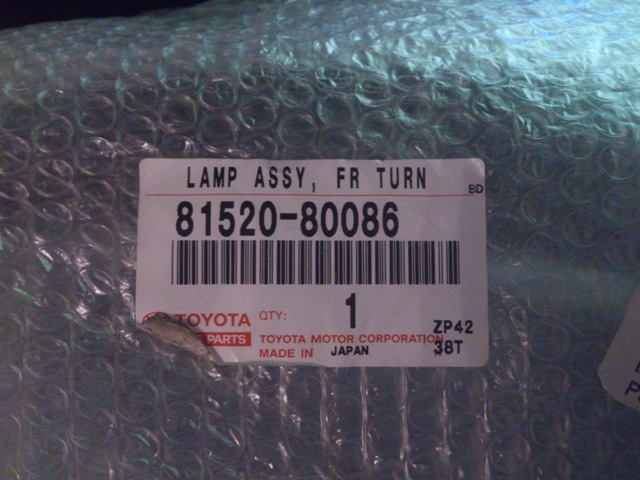 LAMP ASSY, FR TURN
BD
81520-80086
TOYOTA
PARTS
QTY: 1
TOYOTA MOTOR CORPORATION
MADE IN JAPAN
ZP42
38T